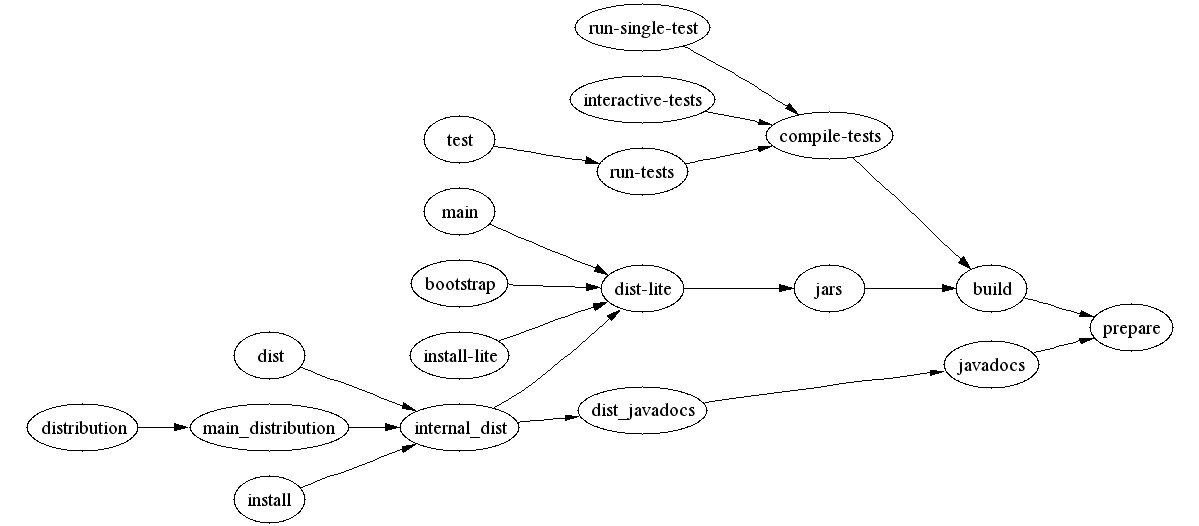 run-single-test
interactive-tests
compile-tests
test
run-tests
main
bootstrap
dist-lite
jars
build
prepare
install-lite
dist
javadocs
dist_javadocs
distribution
main_distribution
internal_dist
install